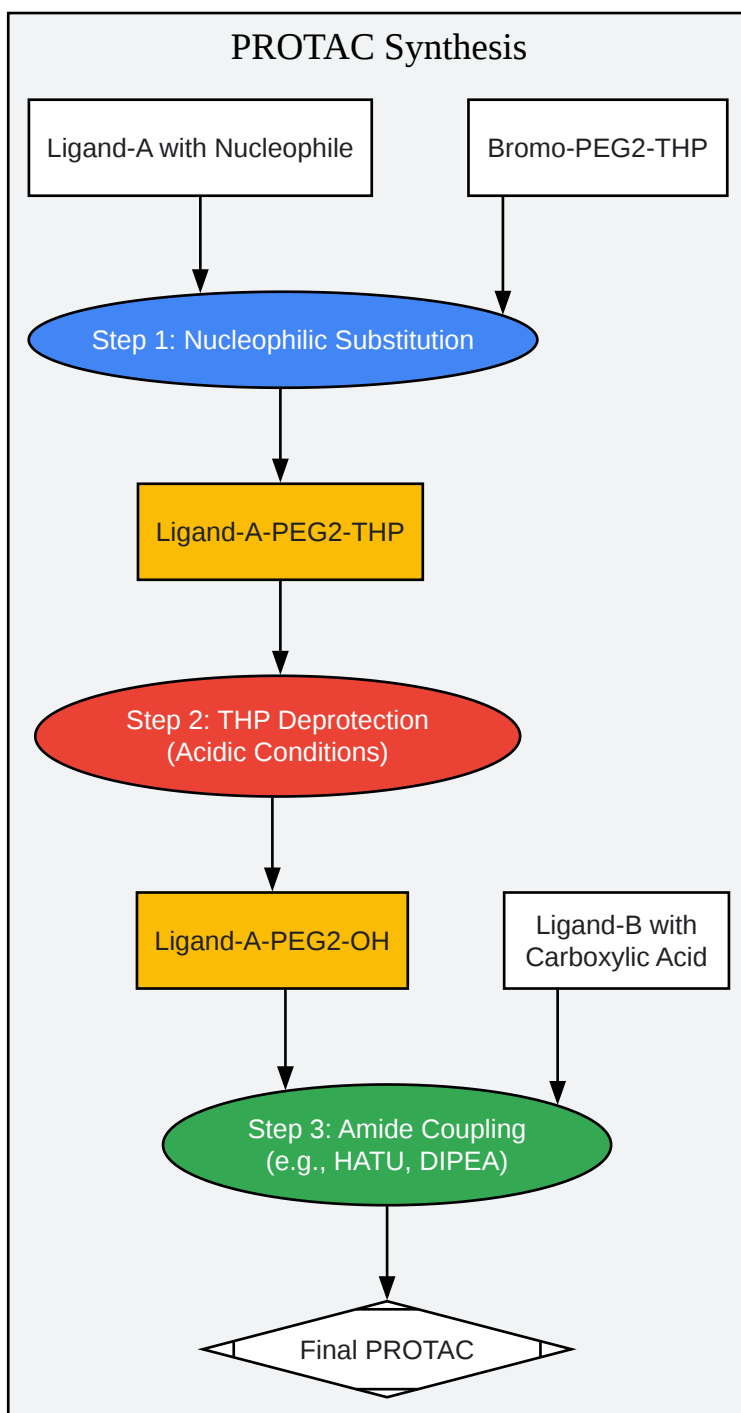 PROTAC Synthesis
Ligand-A with Nucleophile
Bromo-PEG2-THP
Step 1: Nucleophilic Substitution
Ligand-A-PEG2-THP
Step 2: THP Deprotection
(Acidic Conditions)
Ligand-A-PEG2-OH
Ligand-B with
Carboxylic Acid
Step 3: Amide Coupling
(e.g., HATU, DIPEA)
Final PROTAC